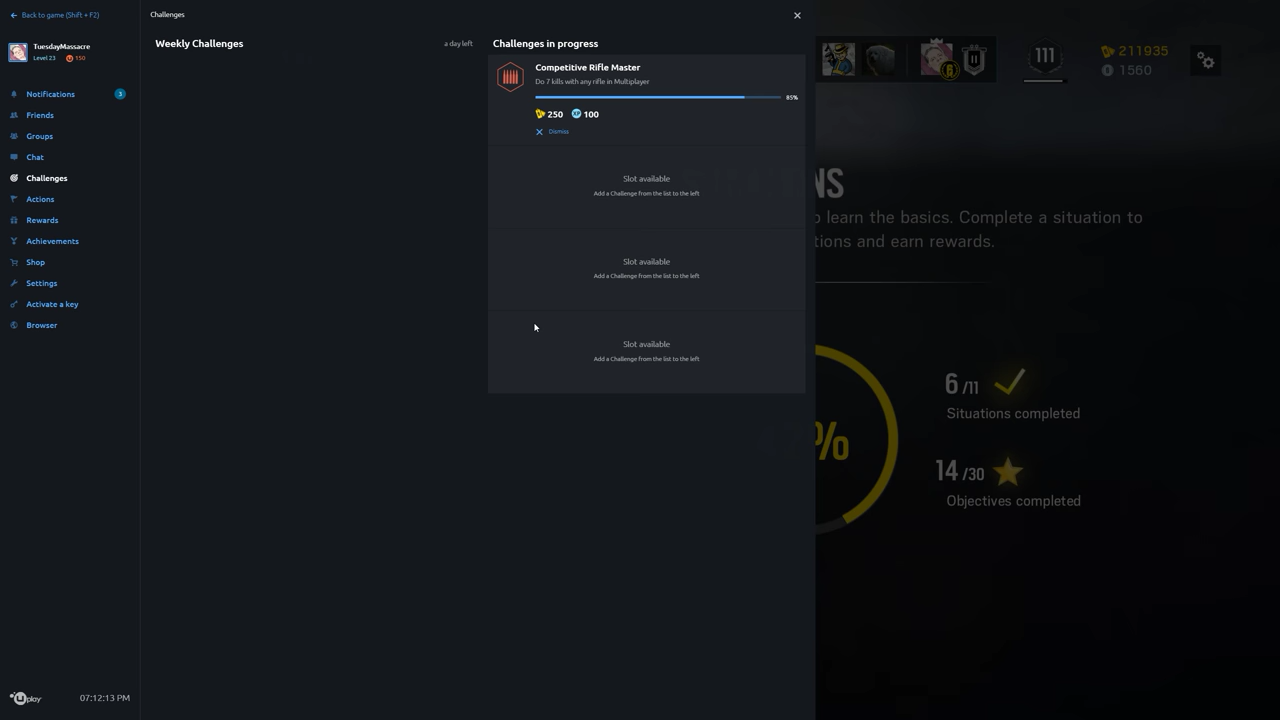 Back to game (Shift + F2)
TuesdayMassacre
Level 23 150
Notifications 3
Friends
Groups
Chat
Challenges
Actions
Rewards
Achievements
Shop
Settings
Activate a key
Browser
uplay 07:12:13 PM
Challenges
Weekly Challenges a day left
Challenges in progress
Competitive Rifle Master
Do 7 kills with any rifle in Multiplayer
85%
250 XP 100
Dismiss
Slot available
Add a Challenge from the list to the left
Slot available
Add a Challenge from the list to the left
Slot available
Add a Challenge from the list to the left
6 II 111 211935
1560
NS
o learn the basics. Complete a situation to
tions and earn rewards.
%
6 /11
Situations completed
14 /30
Objectives completed